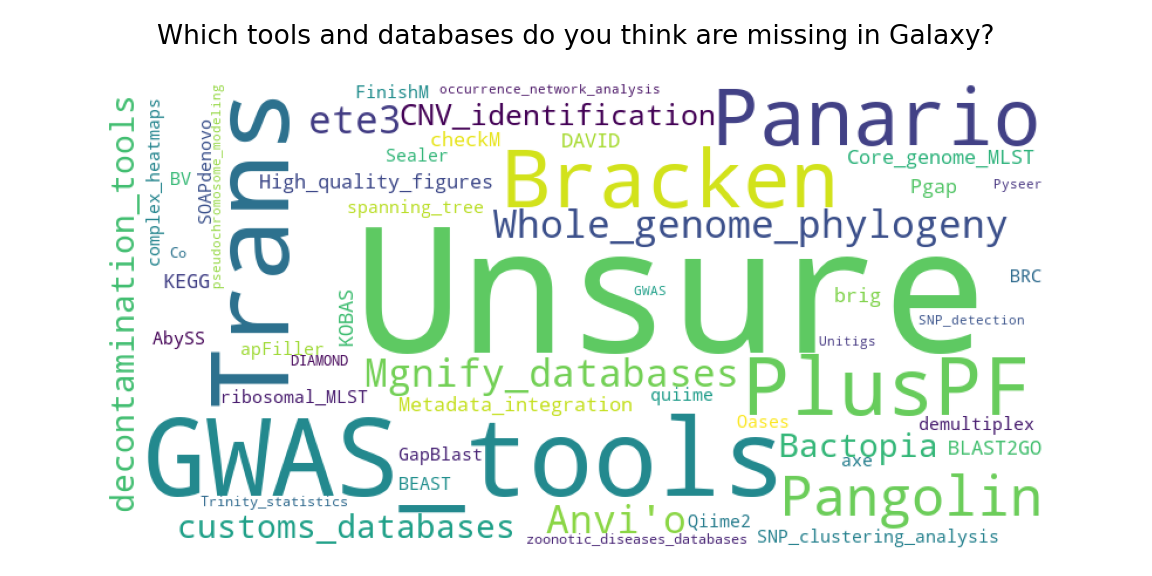 Which tools and databases do you think are missing in Galaxy?
decontamination_tools
complex_heatmaps
pseudochromosome_modeling
SOAPdenovo
Trans
FinishM
occurrence_network_analysis
ete3
CNV_identification
Panario
checkM
DAVID
Sealer
Bracken
Core_genome_MLST
BV
High_quality_figures
Pgap
Pyseer
spanning_tree
Whole_genome_phylogeny
Co
KEGG
Unsure
GWAS
BRC
brig
KOBAS
SNP_detection
AbySS
apFiller
Unitigs
DIAMOND
Mgnify_databases
PlusPF
ribosomal_MLST
Metadata_integration
quiime
Oases
demultiplex
GWAS_tools
GapBlast
Bactopia
BLAST2GO
axe
BEAST
Pangolin
Trinity_statistics
customs_databases
Anvi'o
Qiime2
zoonotic_diseases_databases
SNP_clustering_analysis